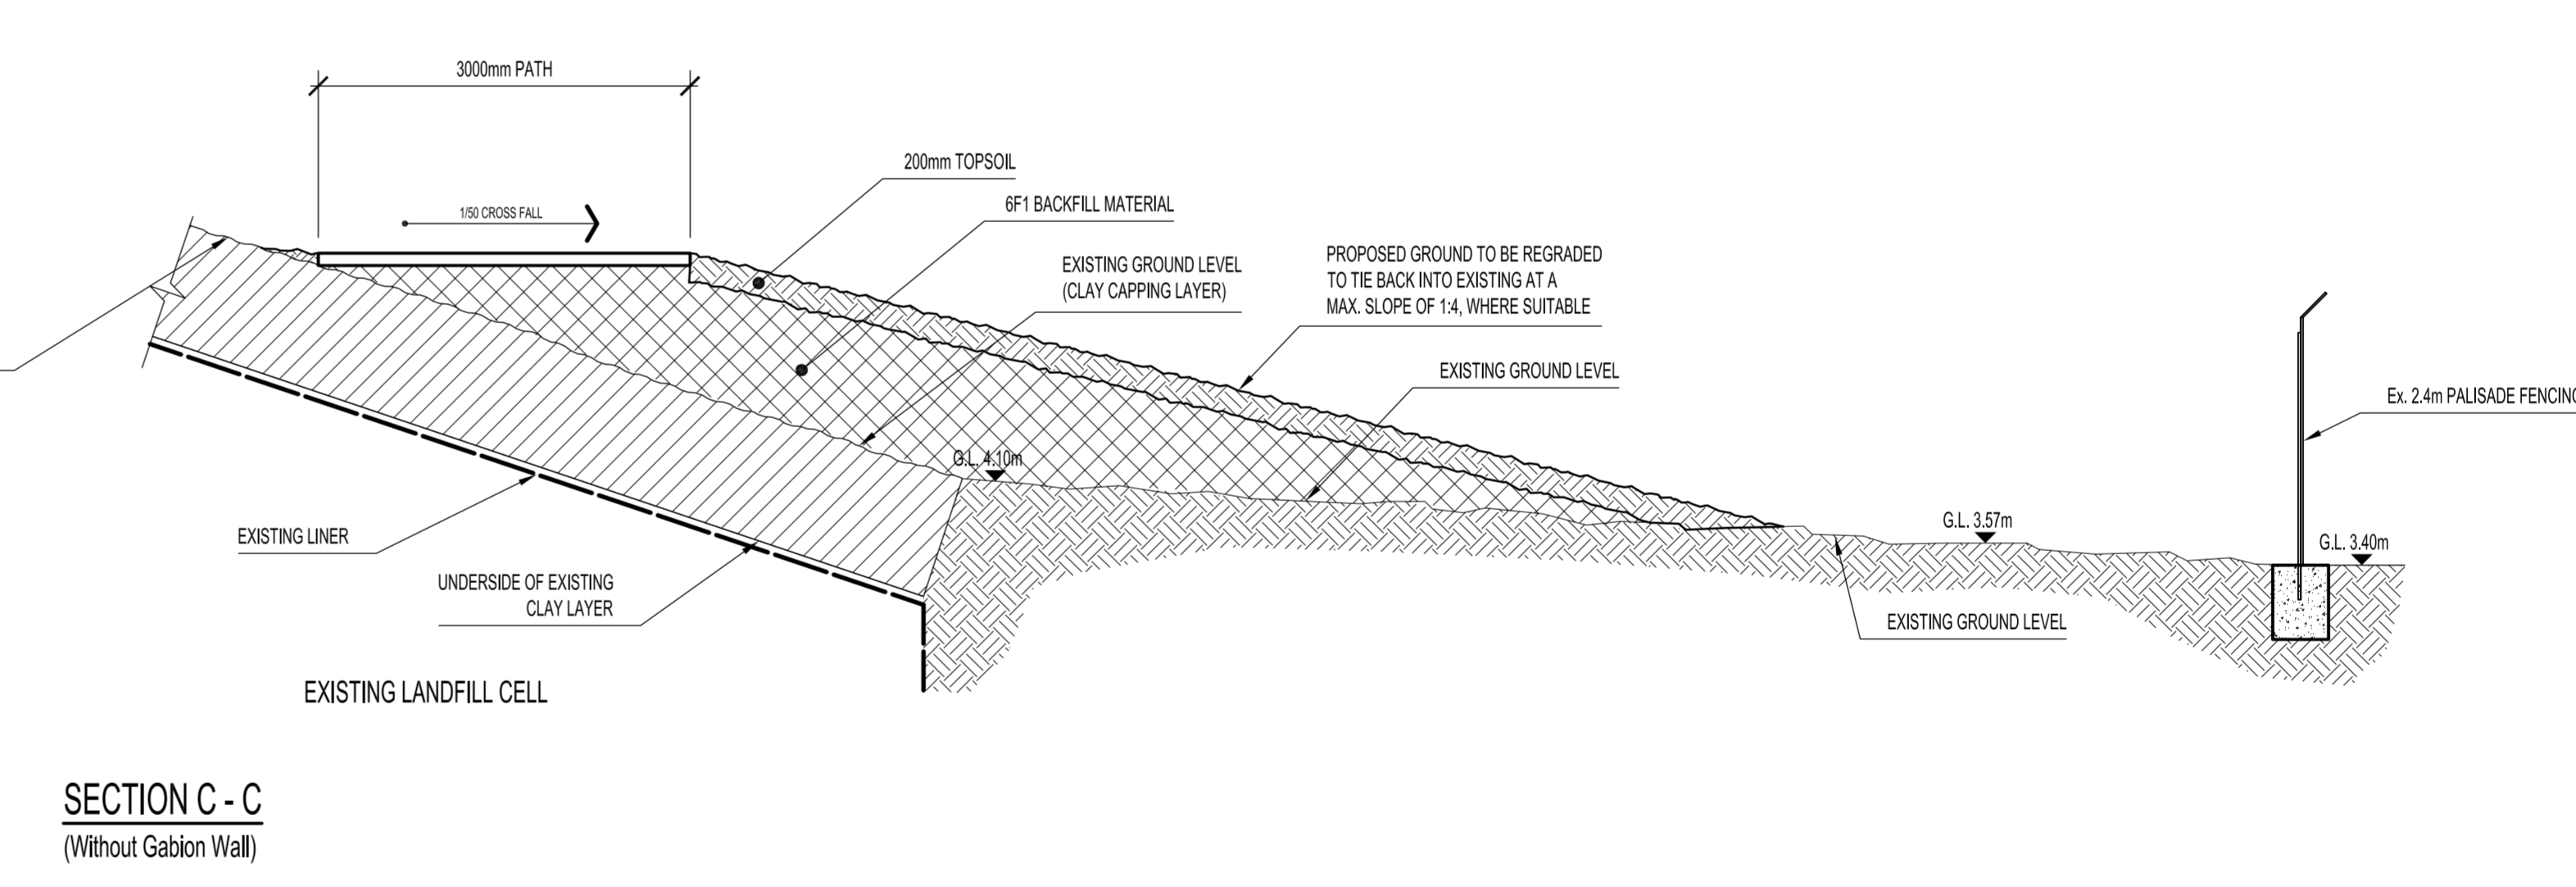 3000mm PATH
200mm TOPSOIL
1/50 CROSS FALL
6F1 BACKFILL MATERIAL
EXISTING GROUND LEVEL
(CLAY CAPPING LAYER)
PROPOSED GROUND TO BE REGRADED
TO TIE BACK INTO EXISTING AT A
MAX. SLOPE OF 1:4, WHERE SUITABLE
EXISTING GROUND LEVEL
Ex. 2.4m PALISADE FENCING
G.L. 4.10m
G.L. 3.57m
G.L. 3.40m
EXISTING LINER
UNDERSIDE OF EXISTING
CLAY LAYER
EXISTING GROUND LEVEL
EXISTING LANDFILL CELL
SECTION C - C
(Without Gabion Wall)